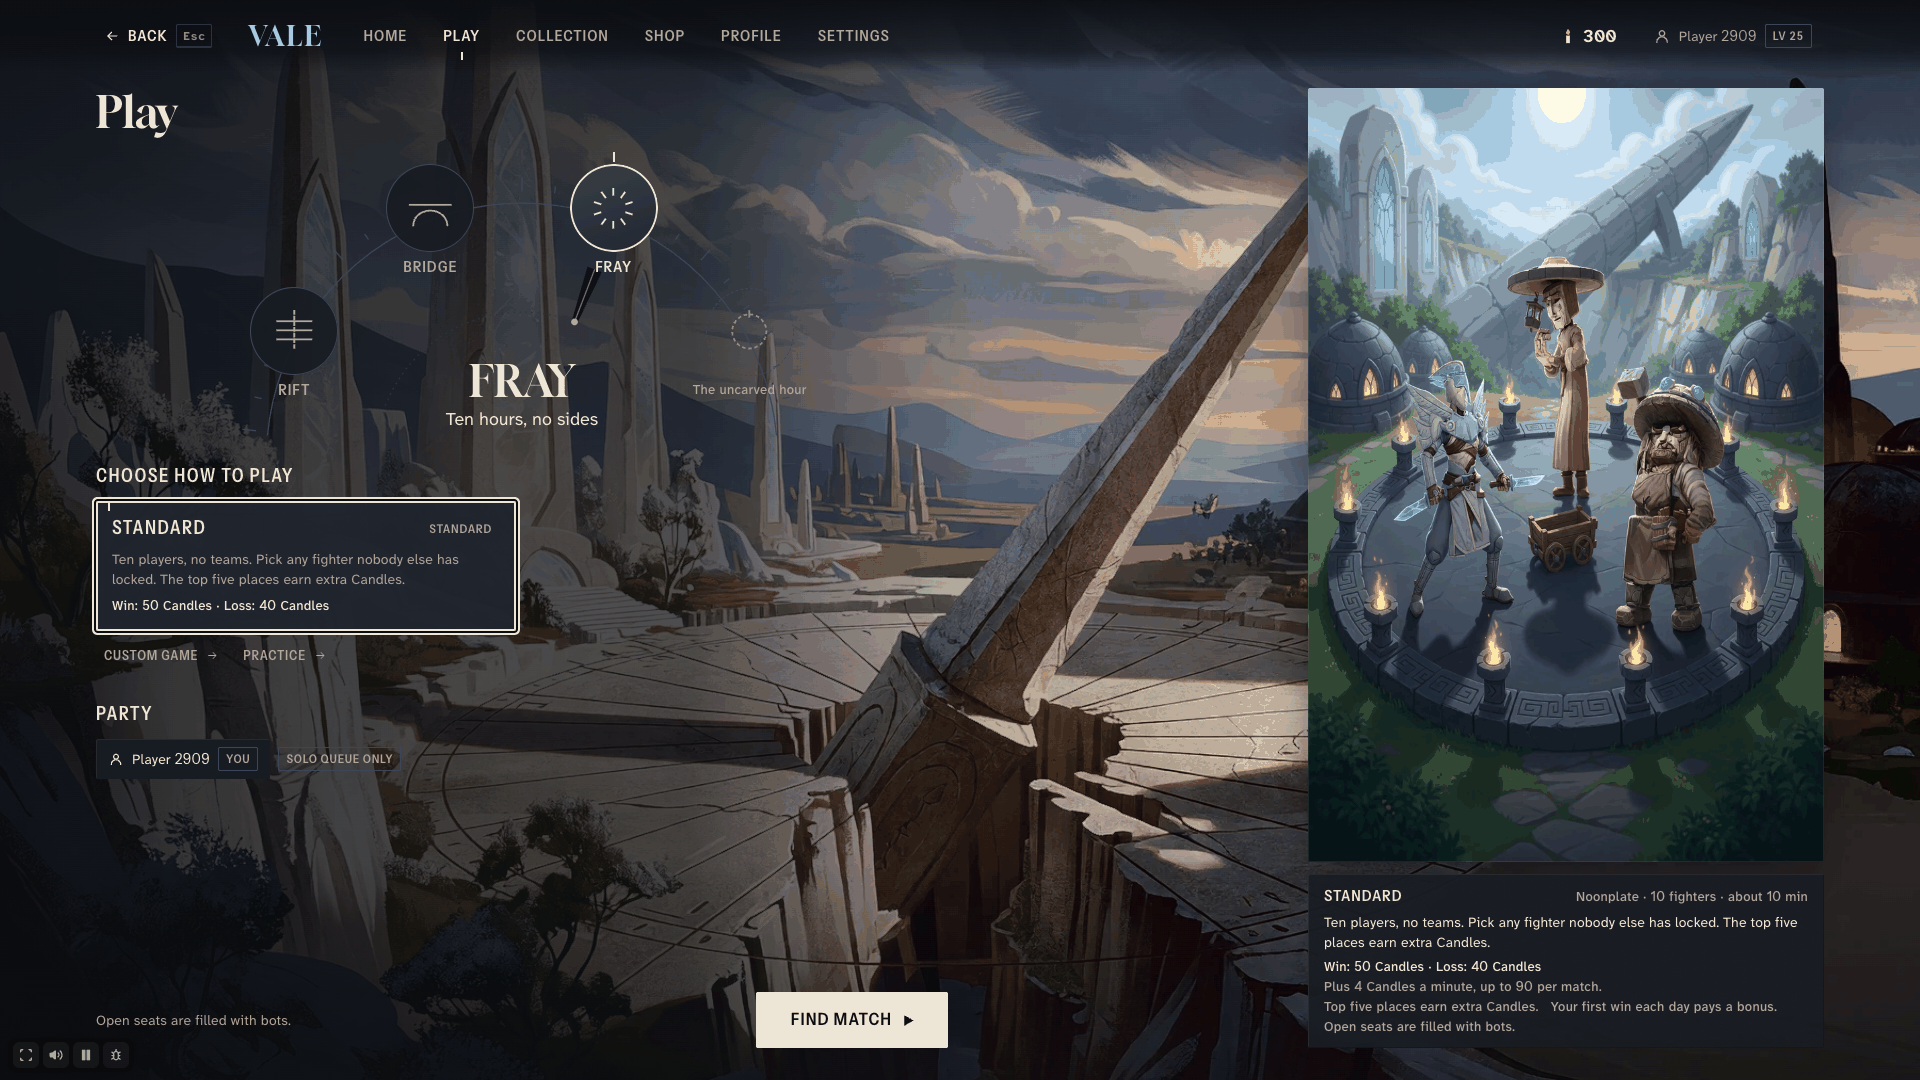 ← BACK Esc VALE HOME PLAY COLLECTION SHOP PROFILE SETTINGS 300 Player 2909 LV 25
Play
BRIDGE
FRAY
RIFT
The uncarved hour
FRAY
Ten hours, no sides
CHOOSE HOW TO PLAY
STANDARD STANDARD
Ten players, no teams. Pick any fighter nobody else has
locked. The top five places earn extra Candles.
Win: 50 Candles · Loss: 40 Candles
CUSTOM GAME → PRACTICE →
PARTY
Player 2909 YOU SOLO QUEUE ONLY
Open seats are filled with bots.
FIND MATCH ▶
STANDARD Noonplate · 10 fighters · about 10 min
Ten players, no teams. Pick any fighter nobody else has locked. The top five
places earn extra Candles.
Win: 50 Candles · Loss: 40 Candles
Plus 4 Candles a minute, up to 90 per match.
Top five places earn extra Candles. Your first win each day pays a bonus.
Open seats are filled with bots.